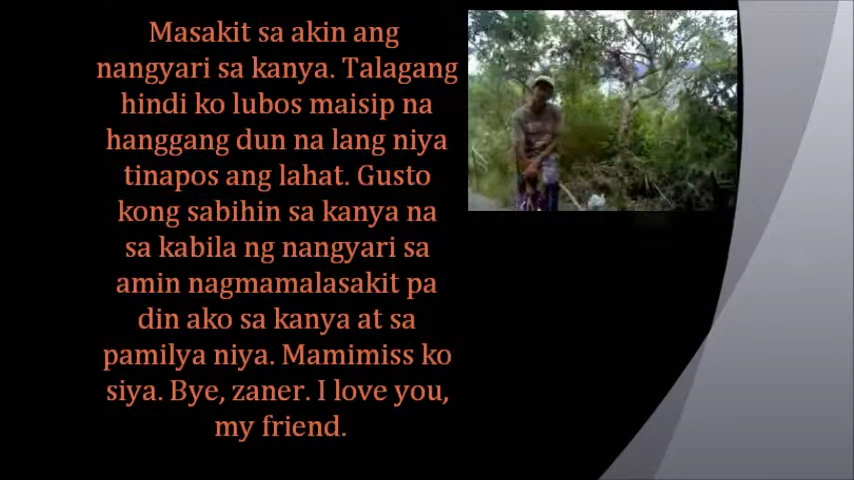 Masakit sa akin ang
nangyari sa kanya. Talagang
hindi ko lubos maisip na
hanggang dun na lang niya
tinapos ang lahat. Gusto
kong sabihin sa kanya na
sa kabila ng nangyari sa
amin nagmamalasakit pa
din ako sa kanya at sa
pamilya niya. Mamimiss ko
siya. Bye, zaner. I love you,
my friend.